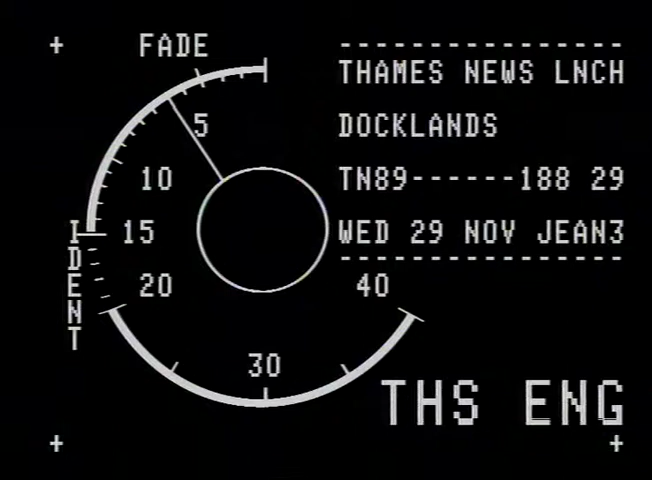 FADE
THAMES NEWS LNCH
5
DOCKLANDS
10
TN89------188 29
IDENT
15
WED 29 NOV JEAN3
20
40
30
THS ENG